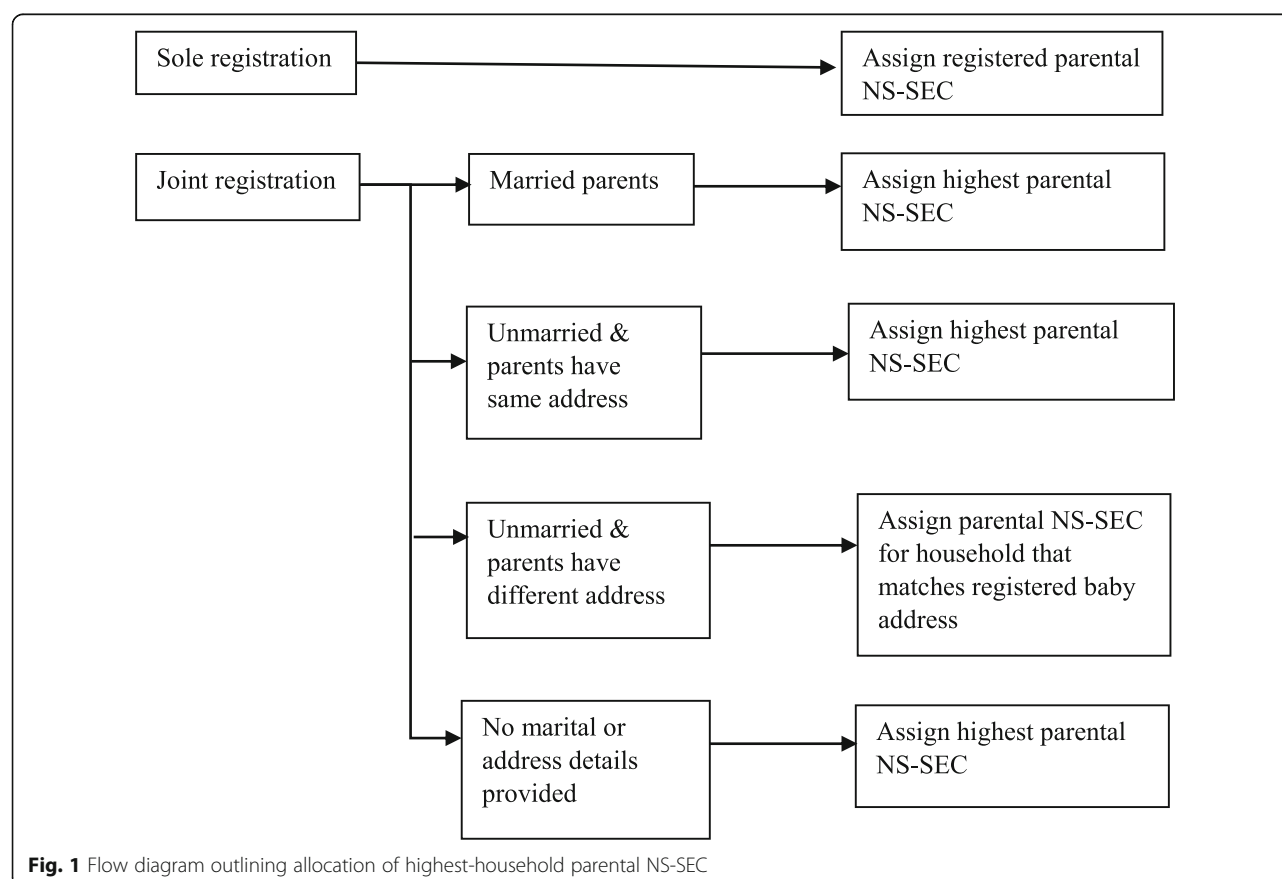 Sole registration
Assign registered parental
NS-SEC
Joint registration
Married parents
Assign highest parental
NS-SEC
Unmarried &
parents have
same address
Assign highest parental
NS-SEC
Unmarried &
parents have
different address
Assign parental NS-SEC
for household that
matches registered baby
address
No marital or
address details
provided
Assign highest parental
NS-SEC
Fig. 1 Flow diagram outlining allocation of highest-household parental NS-SEC